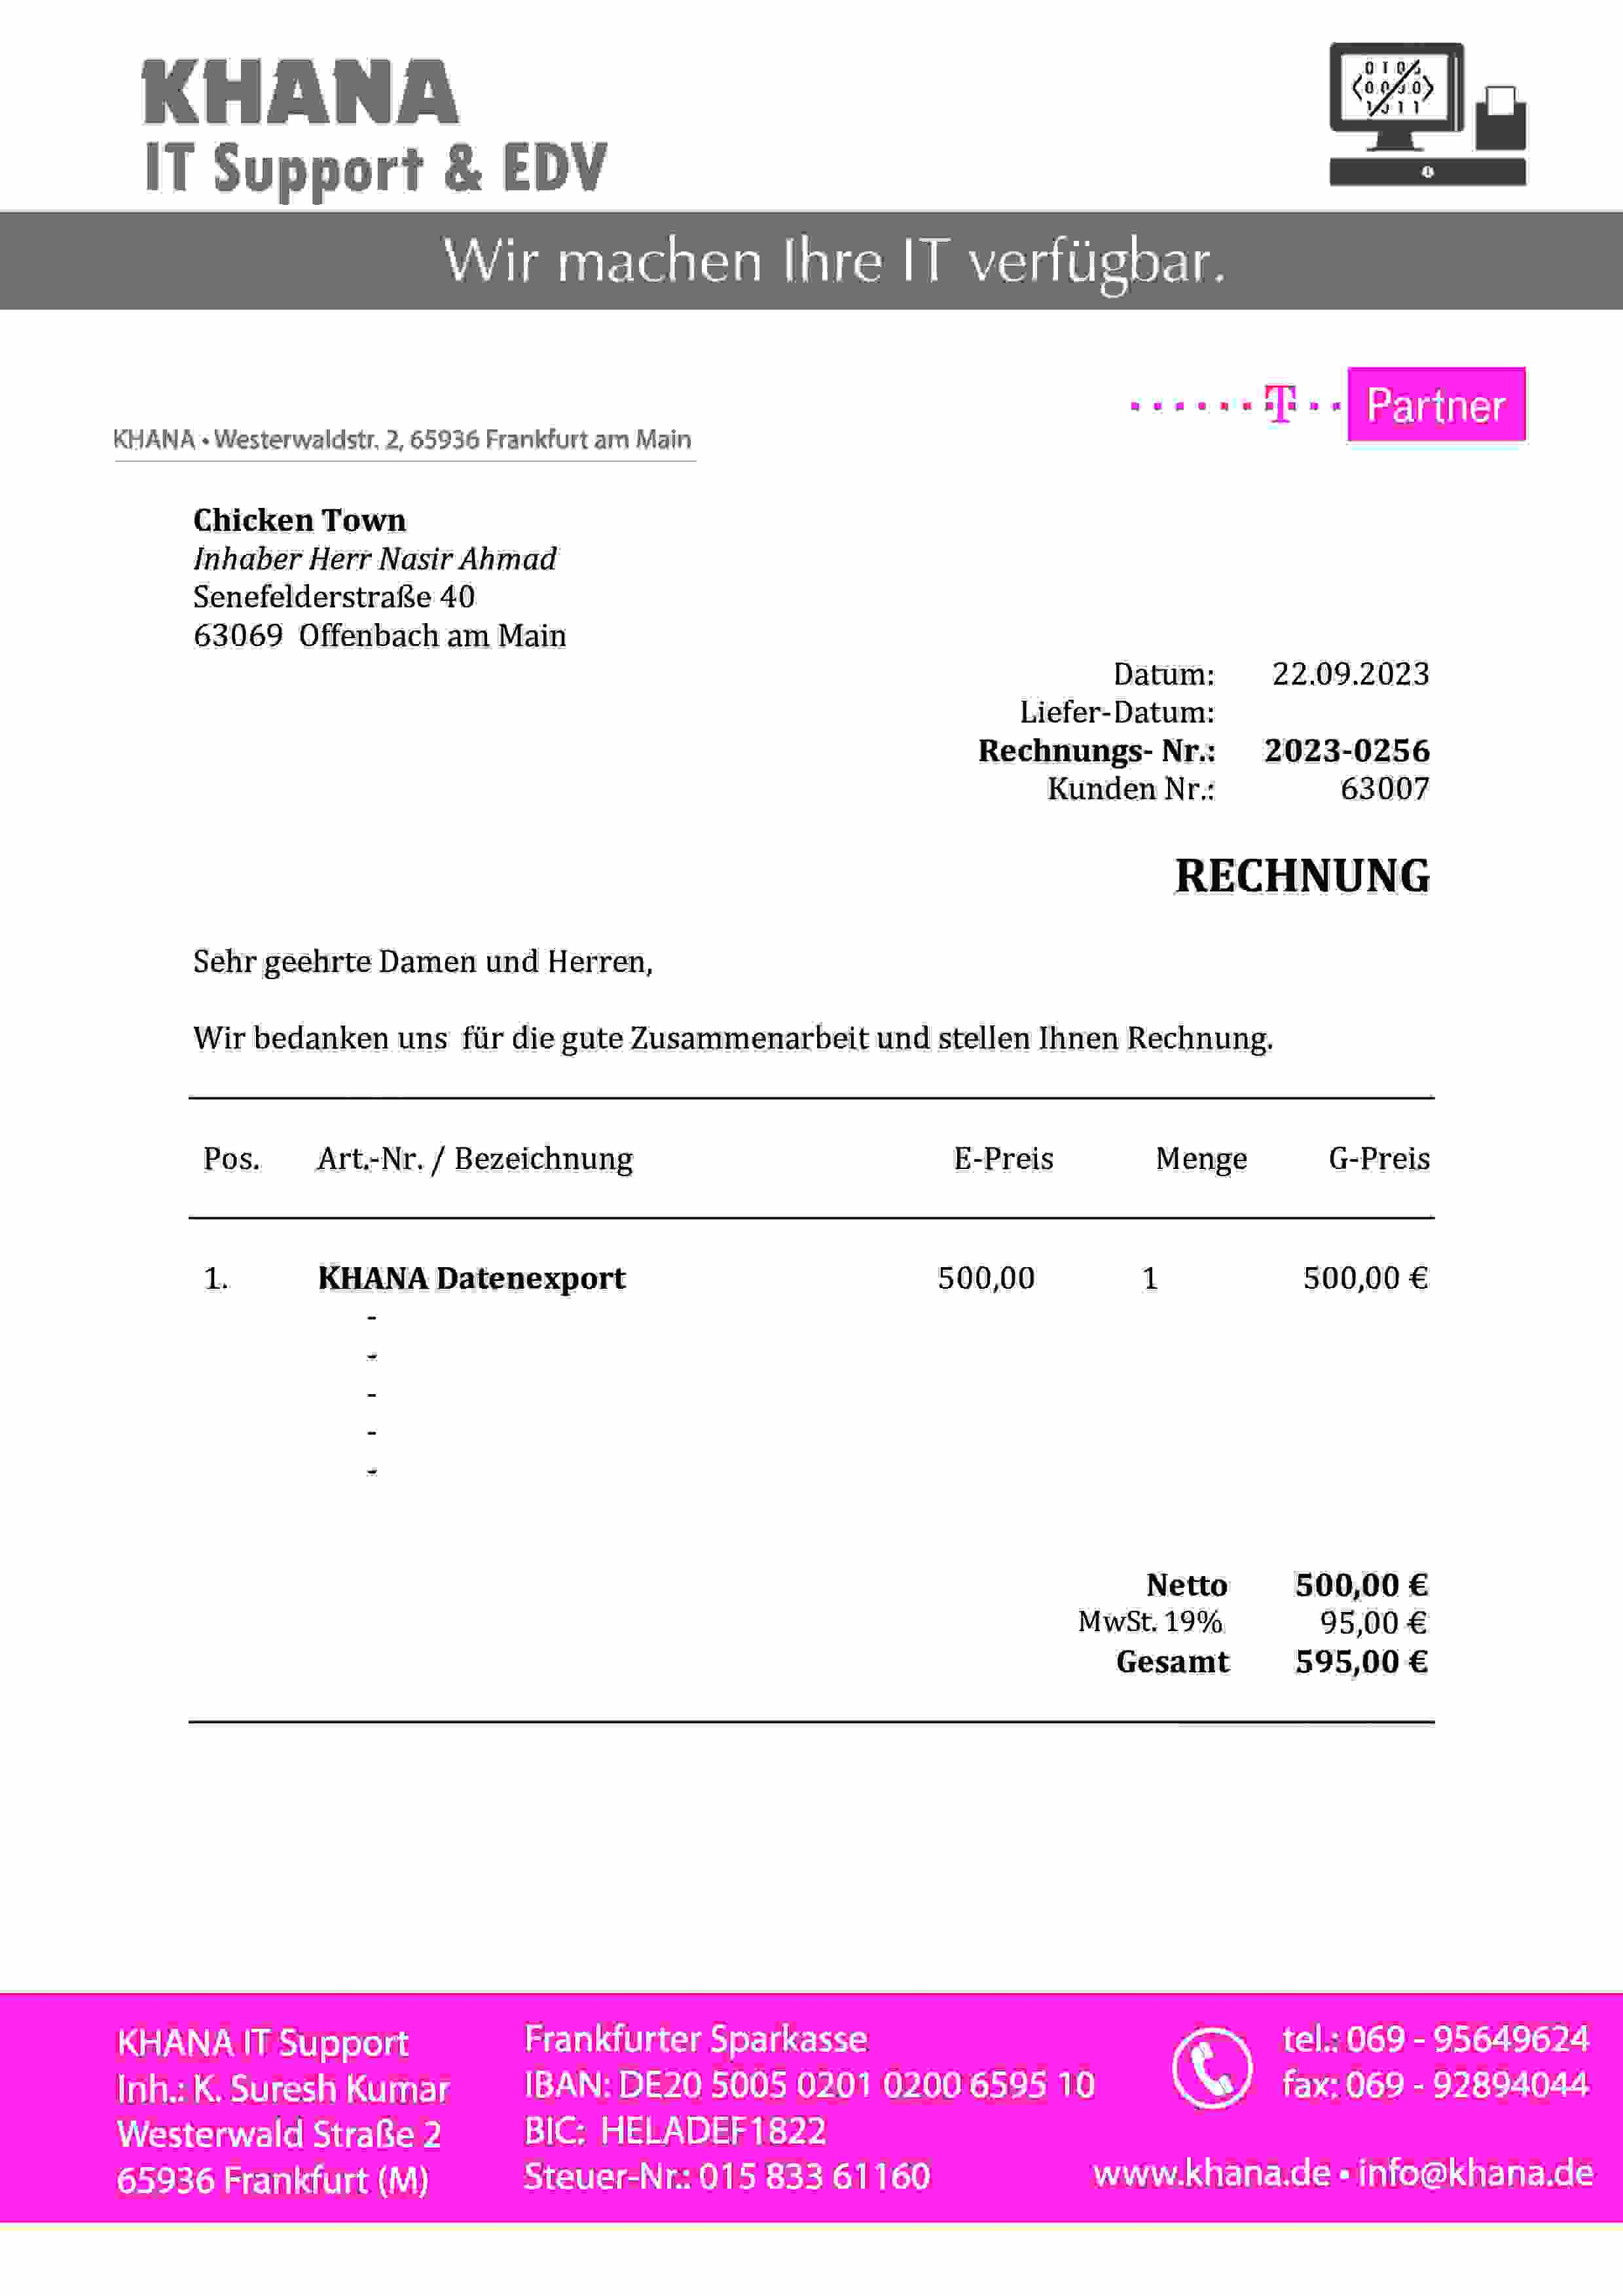 KHANA
IT Support & EDV
Wir machen Ihre IT verfügbar.
T Partner
KHANA • Westerwaldstr. 2, 65936 Frankfurt am Main
Chicken Town
Inhaber Herr Nasir Ahmad
Senefelderstraße 40
63069 Offenbach am Main
Datum: 22.09.2023
Liefer-Datum:
Rechnungs- Nr.: 2023-0256
Kunden Nr.: 63007
RECHNUNG
Sehr geehrte Damen und Herren,
Wir bedanken uns für die gute Zusammenarbeit und stellen Ihnen Rechnung.
Pos. Art.-Nr. / Bezeichnung E-Preis Menge G-Preis
1. KHANA Datenexport 500,00 1 500,00 €
-
-
-
-
-
Netto 500,00 €
MwSt. 19% 95,00 €
Gesamt 595,00 €
KHANA IT Support
Inh.: K. Suresh Kumar
Westerwald Straße 2
65936 Frankfurt (M)
Frankfurter Sparkasse
IBAN: DE20 5005 0201 0200 6595 10
BIC: HELADEF1822
Steuer-Nr.: 015 833 61160
tel.: 069 - 95649624
fax: 069 - 92894044
www.khana.de • info@khana.de